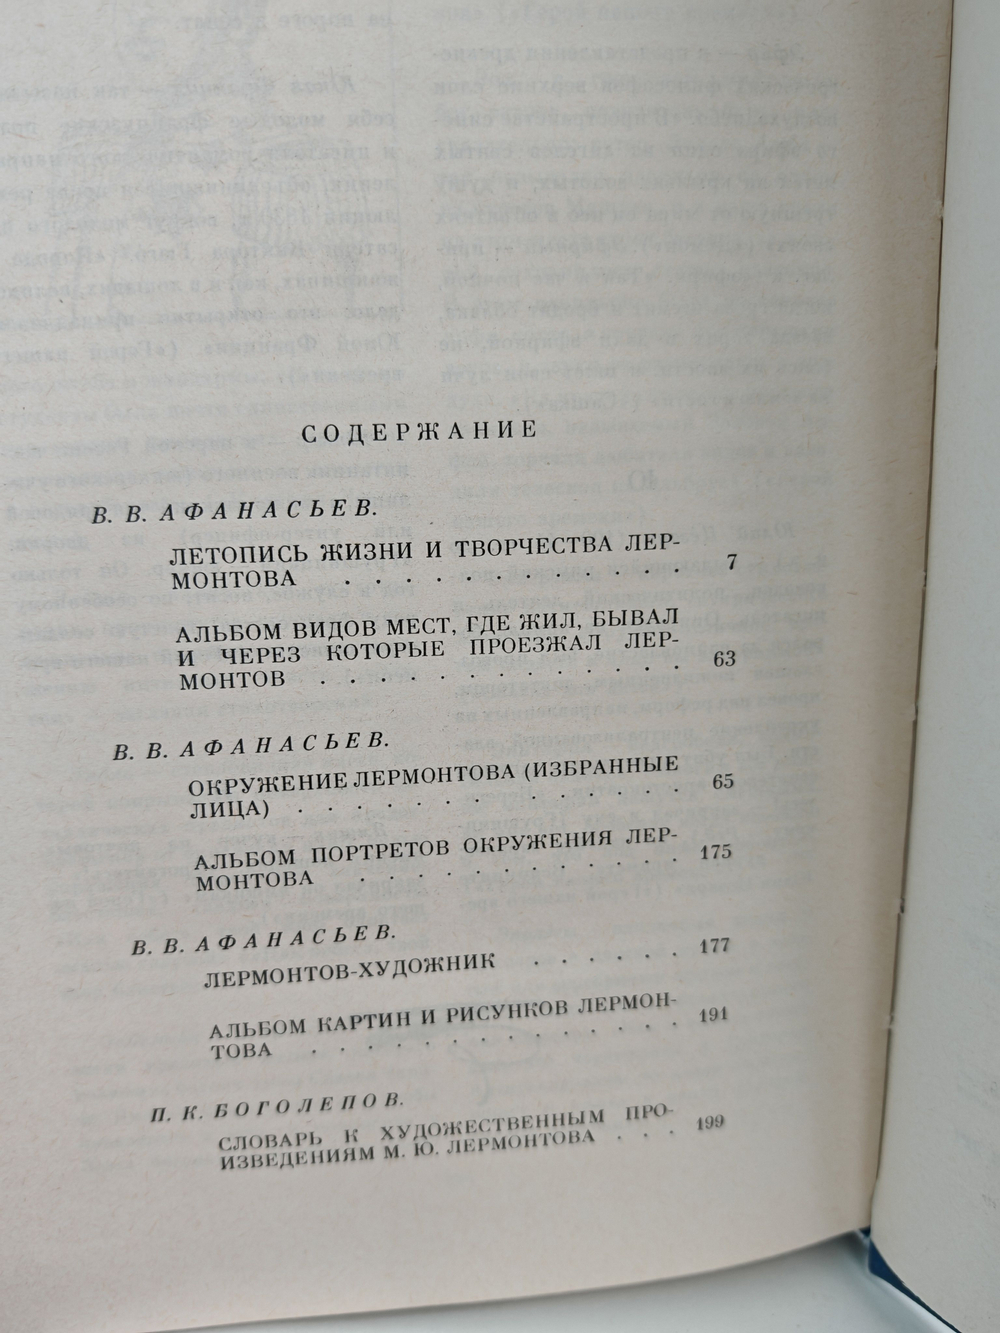 СОДЕРЖАНИЕ
В. В. АФАНАСЬЕВ.
ЛЕТОПИСЬ ЖИЗНИ И ТВОРЧЕСТВА ЛЕР-
МОНТОВА . . . . . . . . . . . . 7
АЛЬБОМ ВИДОВ МЕСТ, ГДЕ ЖИЛ, БЫВАЛ
И ЧЕРЕЗ КОТОРЫЕ ПРОЕЗЖАЛ ЛЕР-
МОНТОВ . . . . . . . . . . . . . 63
В. В. АФАНАСЬЕВ.
ОКРУЖЕНИЕ ЛЕРМОНТОВА (ИЗБРАННЫЕ
ЛИЦА) . . . . . . . . . . . . . . 65
АЛЬБОМ ПОРТРЕТОВ ОКРУЖЕНИЯ ЛЕР-
МОНТОВА . . . . . . . . . . . . 175
В. В. АФАНАСЬЕВ.
ЛЕРМОНТОВ-ХУДОЖНИК . . . . . . 177
АЛЬБОМ КАРТИН И РИСУНКОВ ЛЕРМОН-
ТОВА . . . . . . . . . . . . . . 191
П. К. БОГОЛЕПОВ.
СЛОВАРЬ К ХУДОЖЕСТВЕННЫМ ПРО-
ИЗВЕДЕНИЯМ М. Ю. ЛЕРМОНТОВА . . . 199